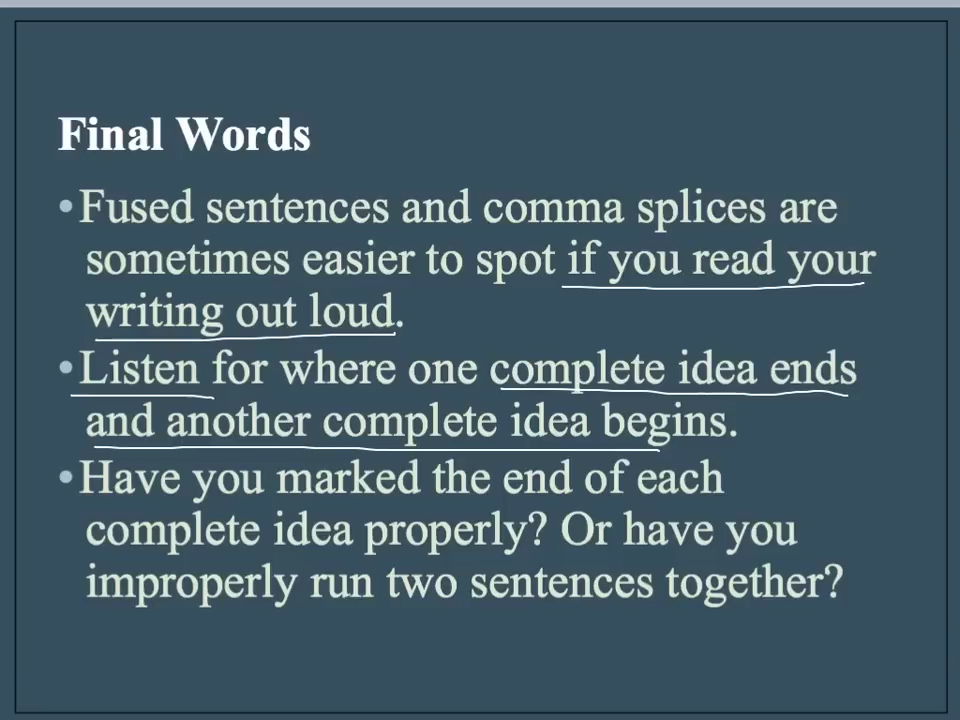 Final Words
•Fused sentences and comma splices are
sometimes easier to spot if you read your
writing out loud.
•Listen for where one complete idea ends
and another complete idea begins.
•Have you marked the end of each
complete idea properly? Or have you
improperly run two sentences together?